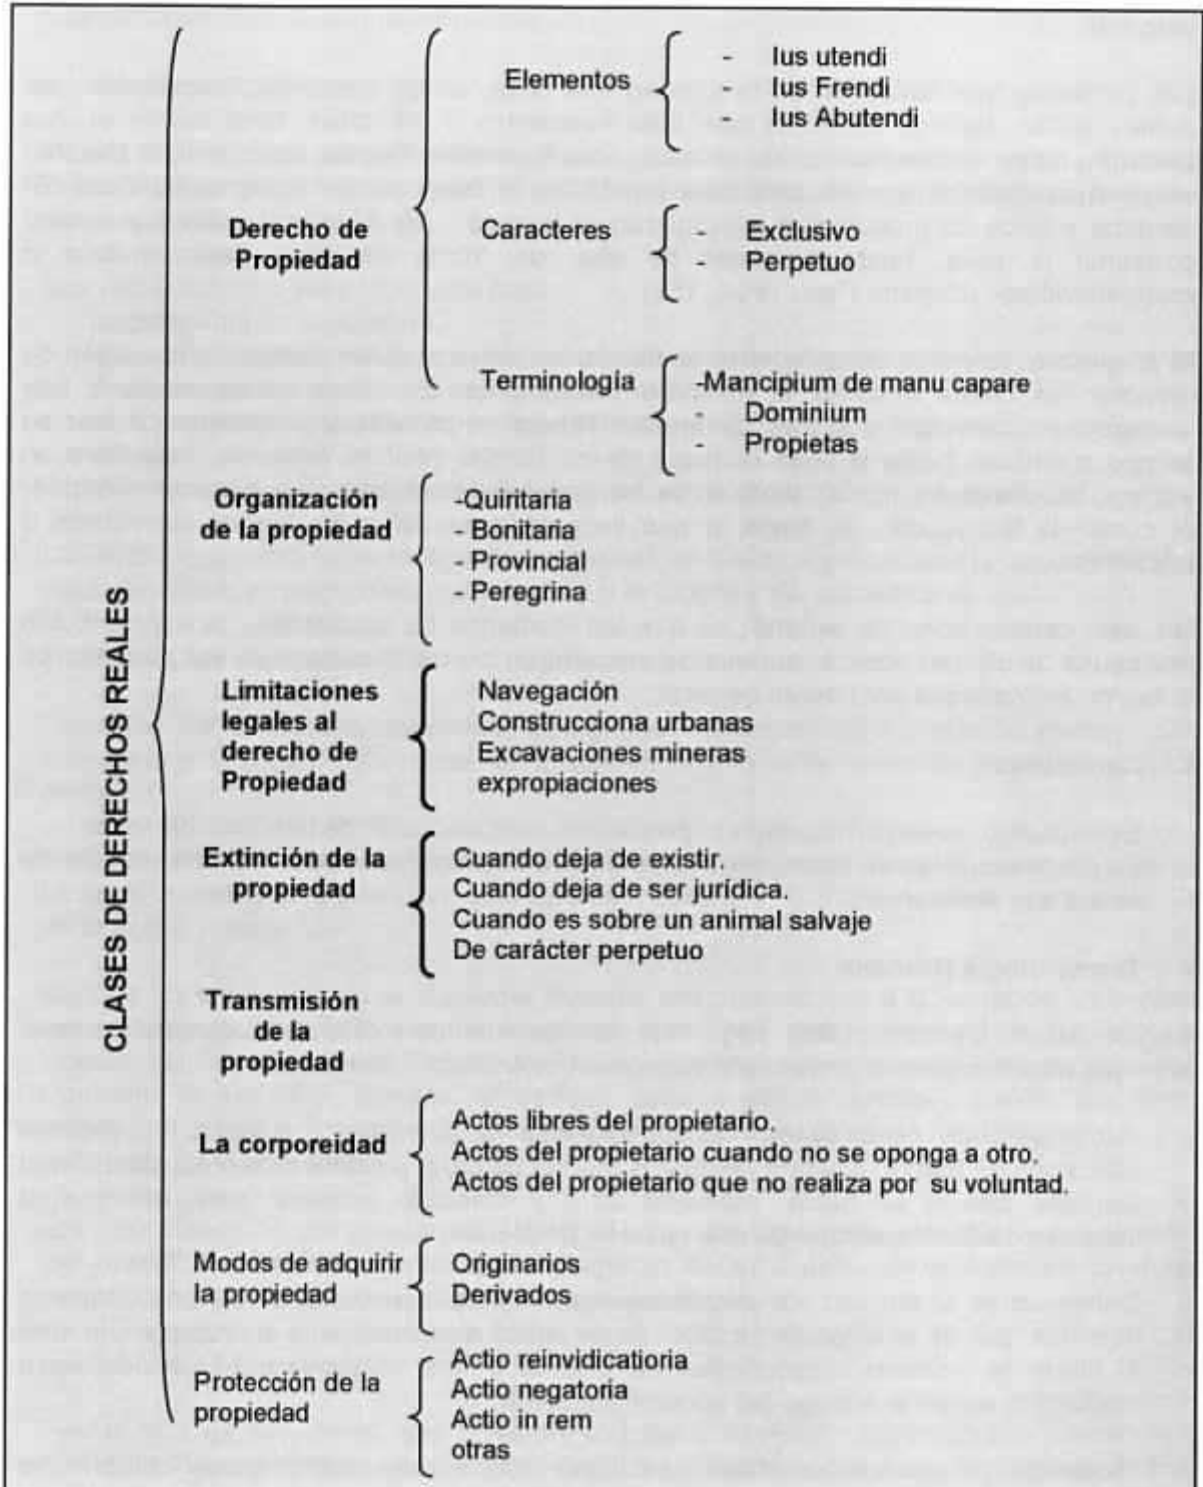 CLASES DE DERECHOS REALES
Derecho de
Propiedad
Elementos
- Ius utendi
- Ius Frendi
- Ius Abutendi
Caracteres
- Exclusivo
- Perpetuo
Terminología
-Mancipium de manu capare
- Dominium
- Propietas
Organización
de la propiedad
-Quintaria
- Bonitaria
- Provincial
- Peregrina
Limitaciones
legales al
derecho de
Propiedad
Navegación
Construcciona urbanas
Excavaciones mineras
expropiaciones
Extinción de la
propiedad
Cuando deja de existir.
Cuando deja de ser jurídica.
Cuando es sobre un animal salvaje
De carácter perpetuo
Transmisión
de la
propiedad
La corporeidad
Actos libres del propietario.
Actos del propietario cuando no se oponga a otro.
Actos del propietario que no realiza por su voluntad.
Modos de adquirir
la propiedad
Originarios
Derivados
Protección de la
propiedad
Actio reinvidicatioria
Actio negatoria
Actio in rem
otras